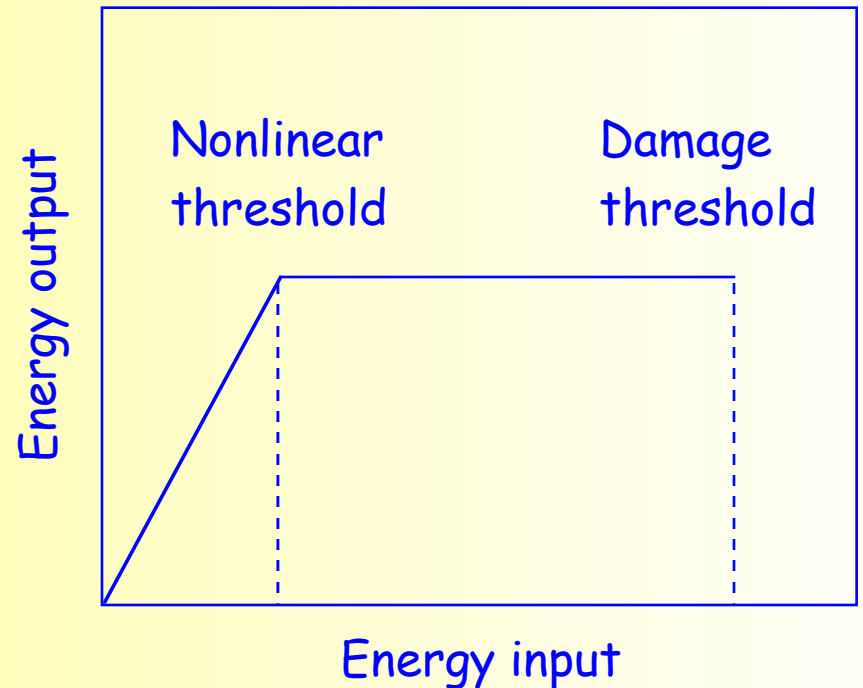 Nonlinear
threshold
Damage
threshold
Energy output
Energy input